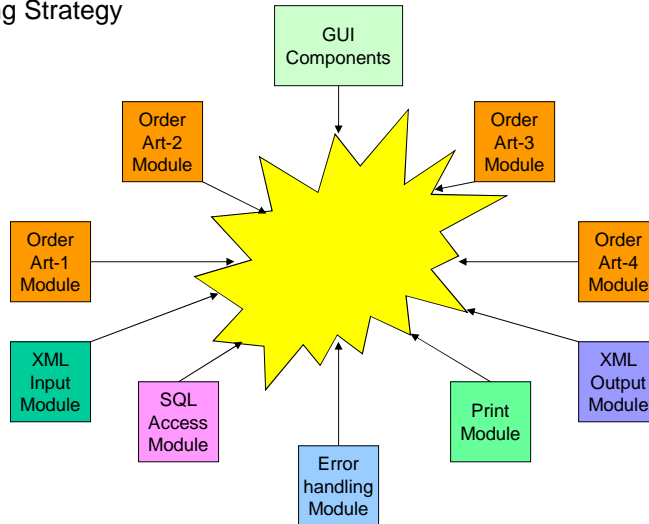 Strategy
GUI
Components
Order
Art-2
Module
Order
Art-3
Module
Order
Art-1
Module
Order
Art-4
Module
XML
Input
Module
SQL
Access
Module
Error
handling
Module
Print
Module
XML
Output
Module